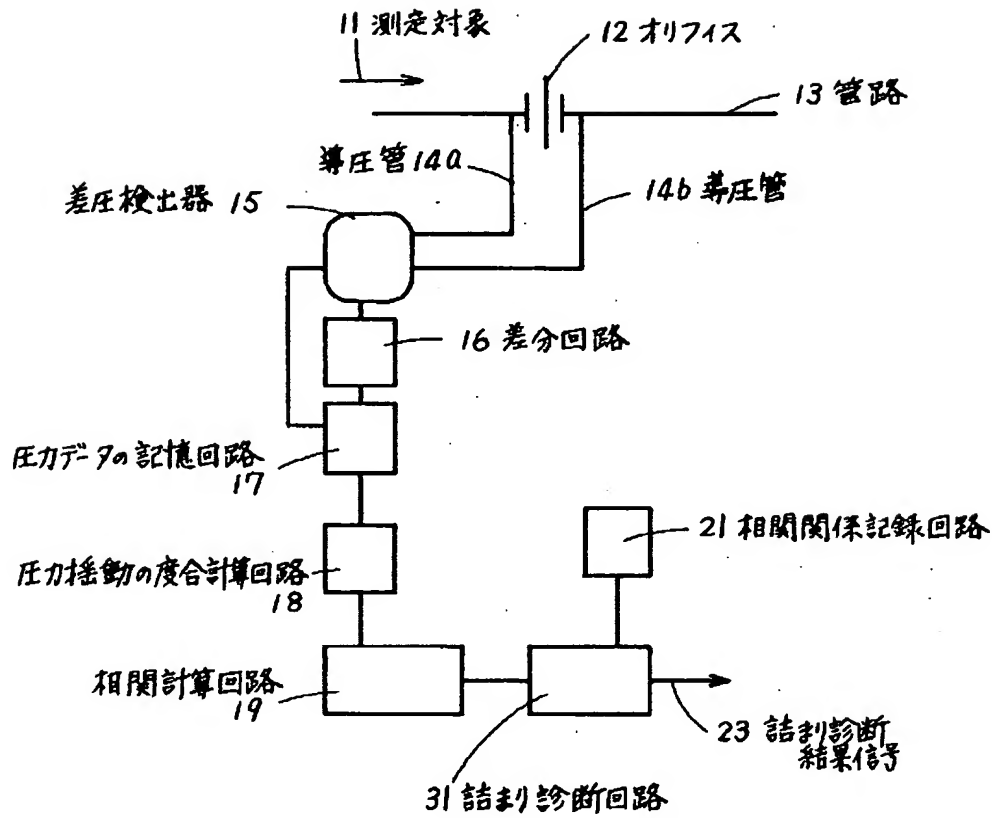 11 測定対象
12 オリフィス
13 管路
導圧管 14a
差圧検出器 15
14b 導圧管
16 差分回路
圧力データの記憶回路
17
21 相関関係記録回路
圧力揺動の度合計算回路
18
相関計算回路
19
23 詰まり診断
結果信号
31 詰まり診断回路